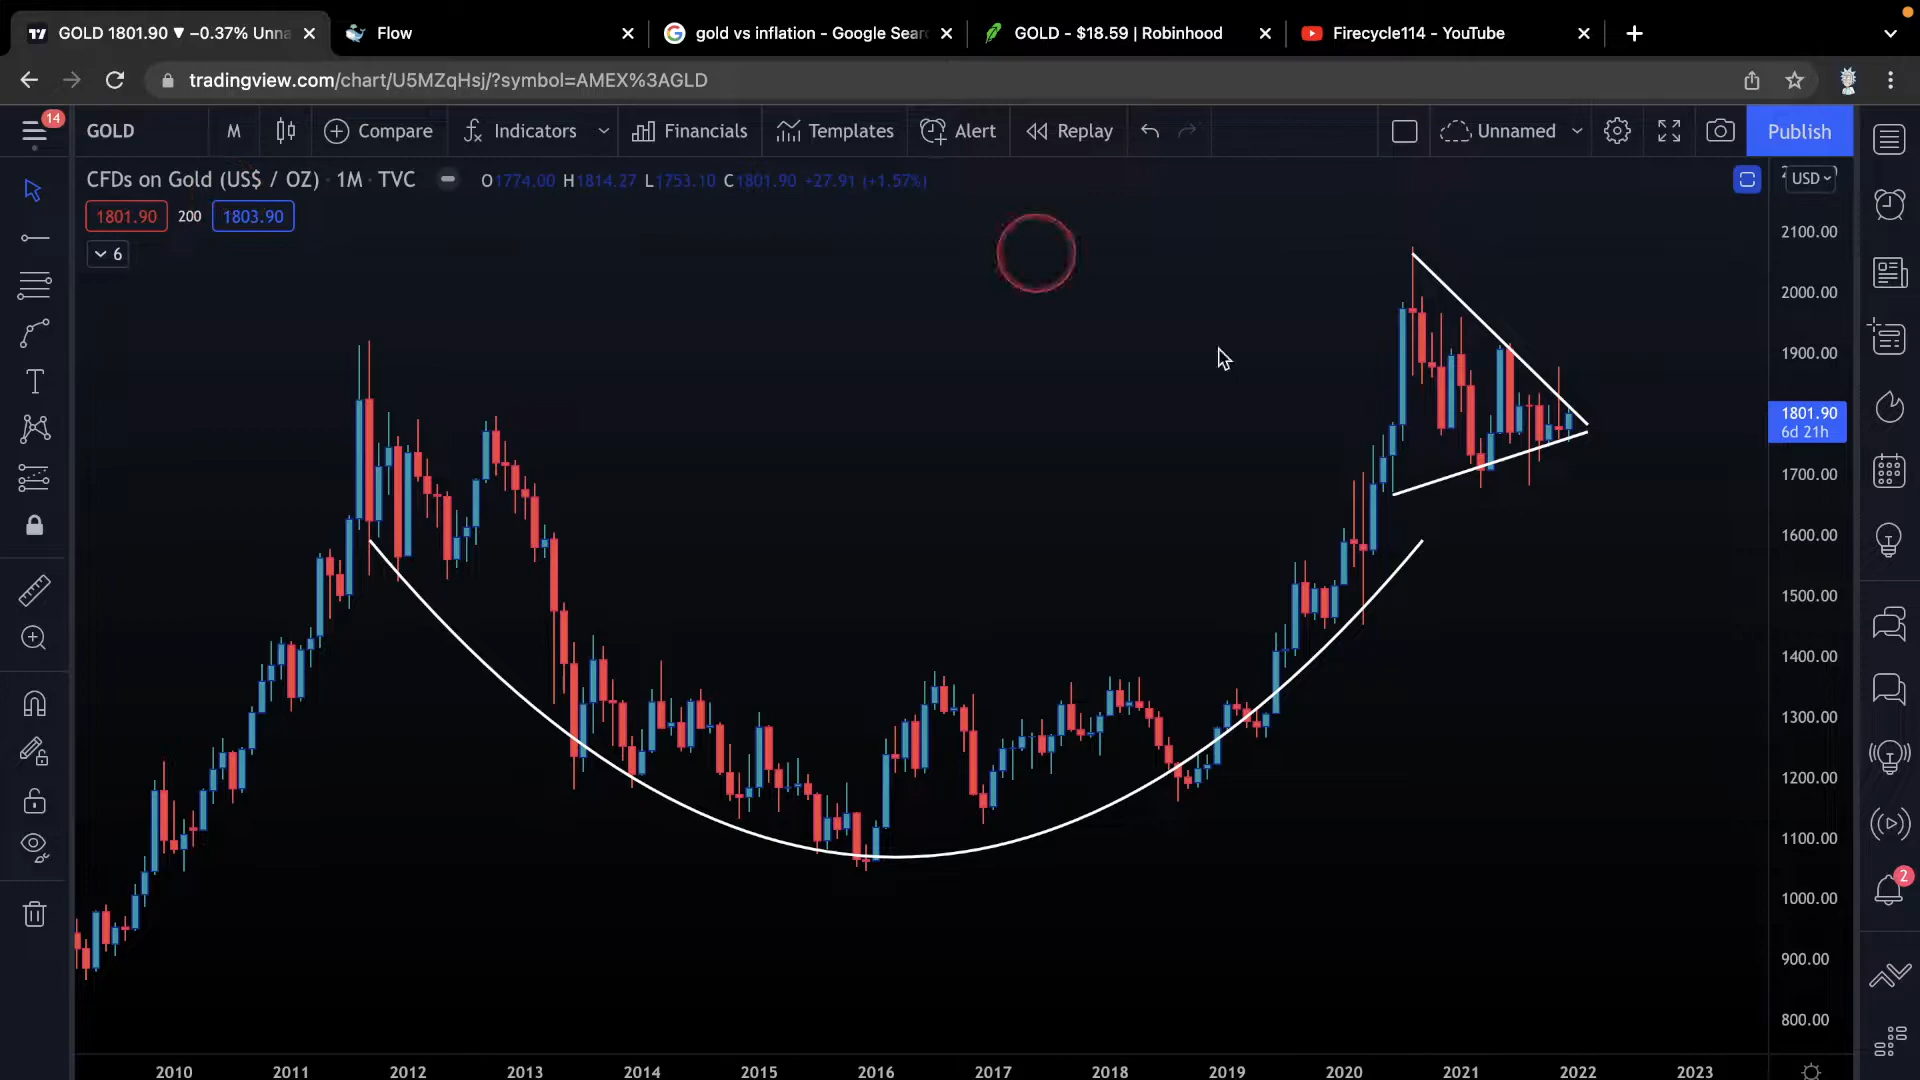 GOLD 1801.90 ▼ −0.37% Unna
Flow
gold vs inflation - Google Sear
GOLD - $18.59 | Robinhood
Firecycle114 - YouTube
tradingview.com/chart/U5MZqHsj/?symbol=AMEX%3AGLD
14
GOLD
M
Compare
Indicators
Financials
Templates
Alert
Replay
Unnamed
Publish
CFDs on Gold (US$ / OZ) · 1M · TVC
O1774.00 H1814.27 L1753.10 C1801.90 +27.91 (+1.57%)
USD
1801.90 200 1803.90
6
2100.00
2000.00
1900.00
1801.90
6d 21h
1700.00
1600.00
1500.00
1400.00
1300.00
1200.00
1100.00
1000.00
900.00
800.00
2
2010 2011 2012 2013 2014 2015 2016 2017 2018 2019 2020 2021 2022 2023